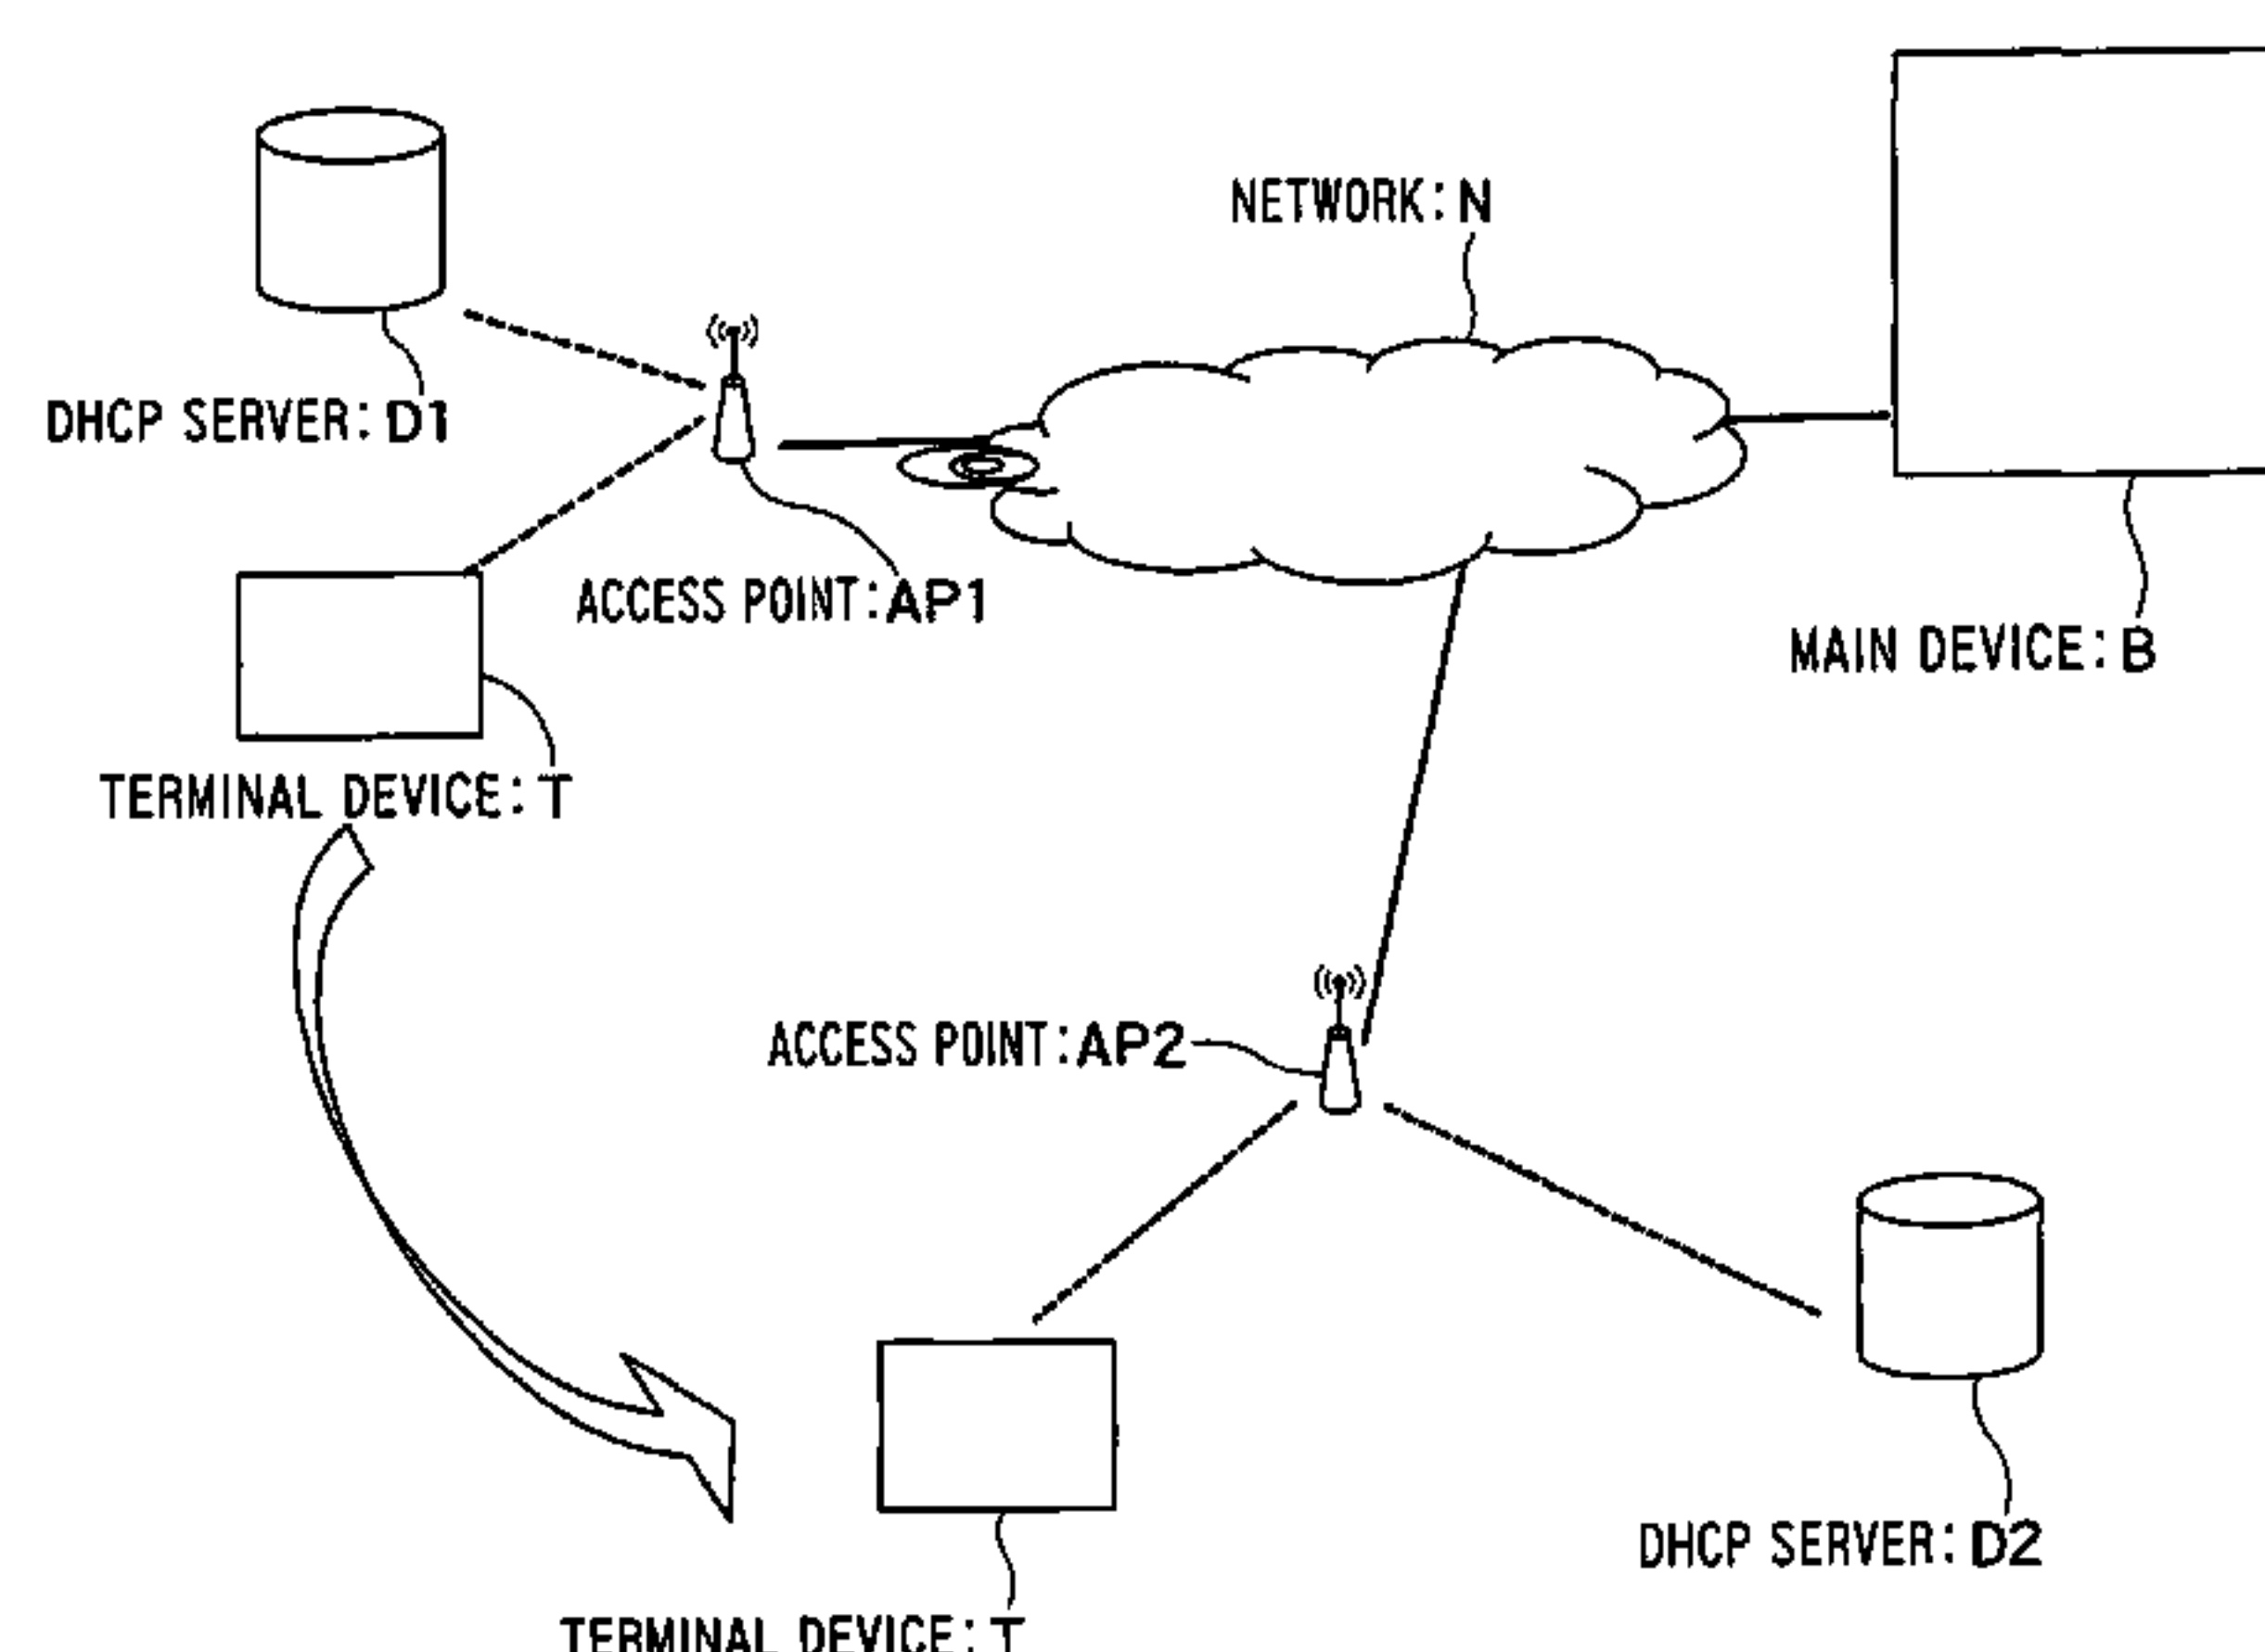 NETWORK: N
DHCP SERVER: D1
ACCESS POINT: AP1
MAIN DEVICE: B
TERMINAL DEVICE: T
ACCESS POINT: AP2
DHCP SERVER: D2
TERMINAL DEVICE: T